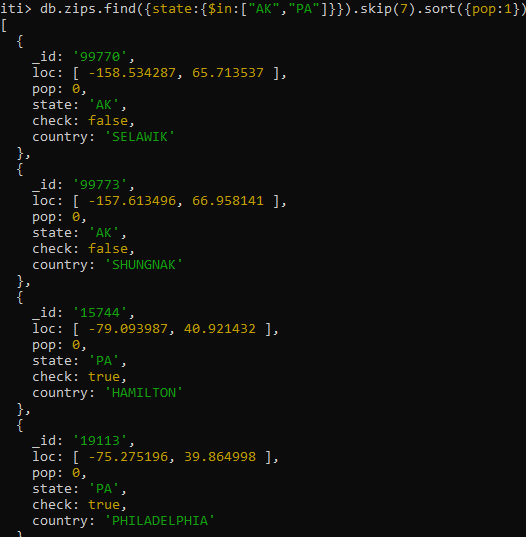 iti> db.zips.find({state:{$in:["AK","PA"]}}).skip(7).sort({pop:1})
[
  {
    _id: '99770',
    loc: [ -158.534287, 65.713537 ],
    pop: 0,
    state: 'AK',
    check: false,
    country: 'SELAWIK'
  },
  {
    _id: '99773',
    loc: [ -157.613496, 66.958141 ],
    pop: 0,
    state: 'AK',
    check: false,
    country: 'SHUNGNAK'
  },
  {
    _id: '15744',
    loc: [ -79.093987, 40.921432 ],
    pop: 0,
    state: 'PA',
    check: true,
    country: 'HAMILTON'
  },
  {
    _id: '19113',
    loc: [ -75.275196, 39.864998 ],
    pop: 0,
    state: 'PA',
    check: true,
    country: 'PHILADELPHIA'
  }